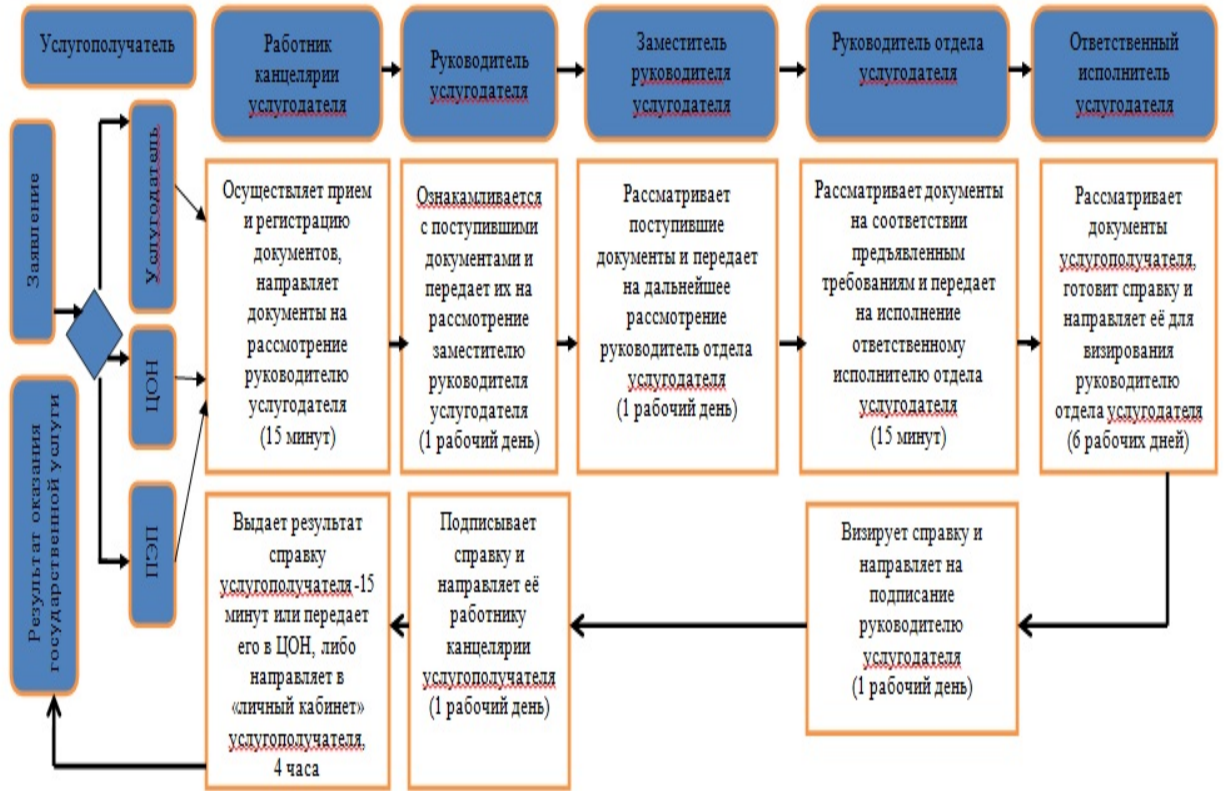 Услугополучатель
Работник
канцелярии
услугодателя
Руководитель
услугодателя
Заместитель
руководителя
услугодателя
Руководитель отдела
услугодателя
Ответственный
исполнитель
услугодателя
Заявление
Услугодатель
ЦОН
ПЭП
Результат оказания
государственной услуги
Осуществляет прием
и регистрацию
документов,
направляет
документы на
рассмотрение
руководителю
услугодателя
(15 минут)
Ознакамливается
с поступившими
документами и
передает их на
рассмотрение
заместителю
руководителя
услугодателя
(1 рабочий день)
Рассматривает
поступившие
документы и передает
на дальнейшее
рассмотрение
руководитель отдела
услугодателя
(1 рабочий день)
Рассматривает документы
на соответствии
предъявленным
требованиям и передает
на исполнение
ответственному
исполнителю отдела
услугодателя
(15 минут)
Рассматривает
документы
услугополучателя,
готовит справку и
направляет её для
визирования
руководителю
отдела услугодателя
(6 рабочих дней)
Выдает результат
справку
услугополучателя -15
минут или передает
его в ЦОН, либо
направляет в
«личный кабинет»
услугополучателя,
4 часа
Подписывает
справку и
направляет её
работнику
канцелярии
услугополучателя
(1 рабочий день)
Визирует справку и
направляет на
подписание
руководителю
услугодателя
(1 рабочий день)